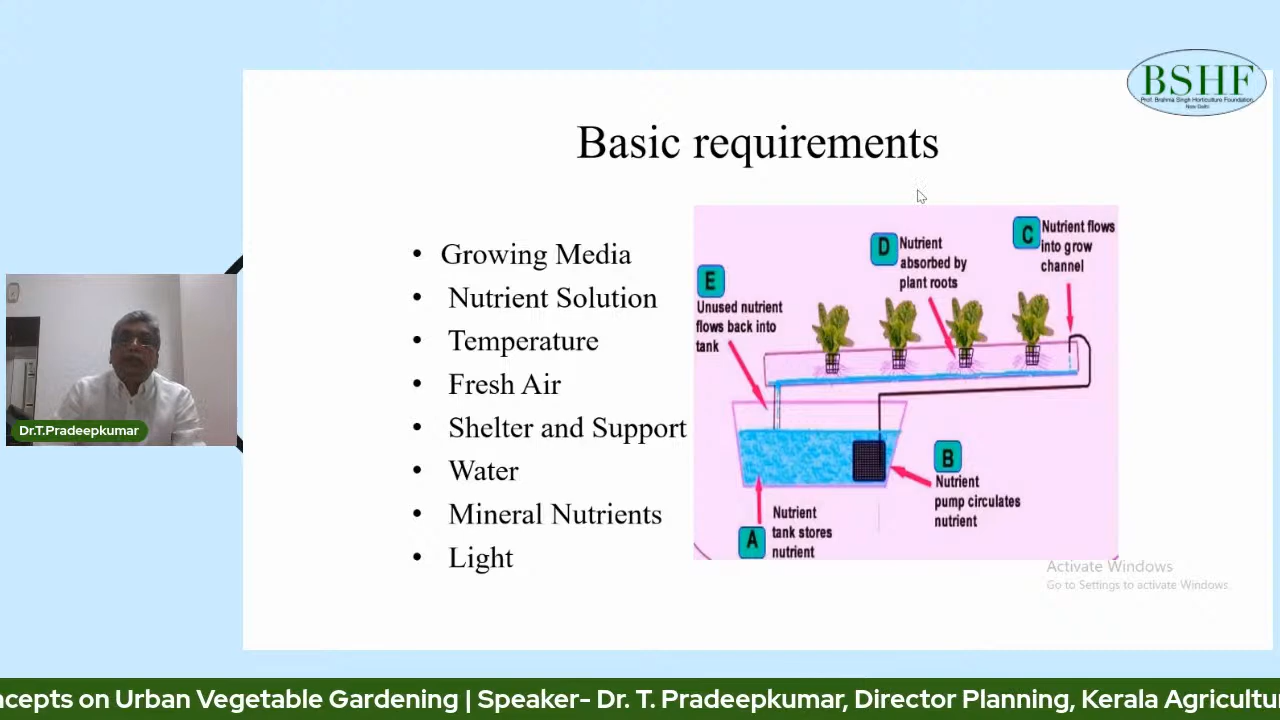 BSHF
Prof. Brahma Singh Horticulture Foundation
New Delhi
Basic requirements
• Growing Media
• Nutrient Solution
• Temperature
• Fresh Air
• Shelter and Support
• Water
• Mineral Nutrients
• Light
C
Nutrient flows
into grow
channel
D
Nutrient
absorbed by
plant roots
E
Unused nutrient
flows back into
tank
B
Nutrient
pump circulates
nutrient
A
Nutrient
tank stores
nutrient
Dr.T.Pradeepkumar
Activate Windows
Go to Settings to activate Windows.
ncepts on Urban Vegetable Gardening | Speaker- Dr. T. Pradeepkumar, Director Planning, Kerala Agricultu